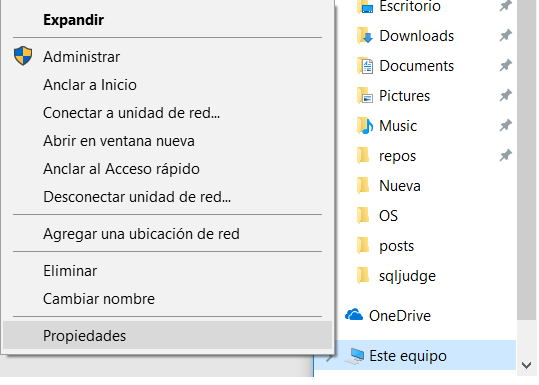 Expandir
Administrar
Anclar a Inicio
Conectar a unidad de red...
Abrir en ventana nueva
Anclar al Acceso rápido
Desconectar unidad de red...
Agregar una ubicación de red
Eliminar
Cambiar nombre
Propiedades
Escritorio
Downloads
Documents
Pictures
Music
repos
Nueva
OS
posts
sqljudge
OneDrive
Este equipo